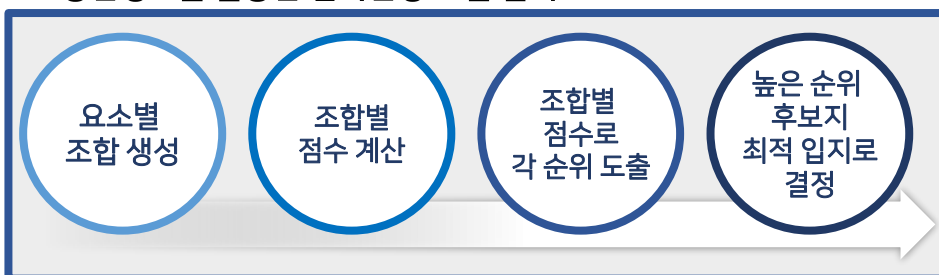 요소별
조합 생성
조합별
점수 계산
조합별
점수로
각 순위 도출
높은 순위
후보지
최적 입지로
결정